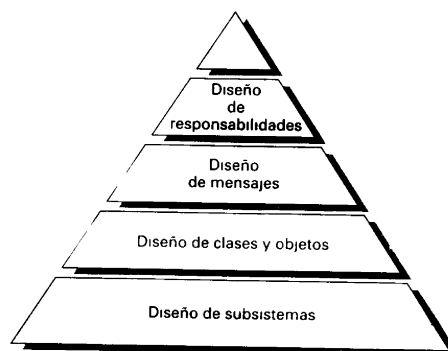 Diseño
de
responsabilidades
Diseño
de mensajes
Diseño de clases y objetos
Diseño de subsistemas